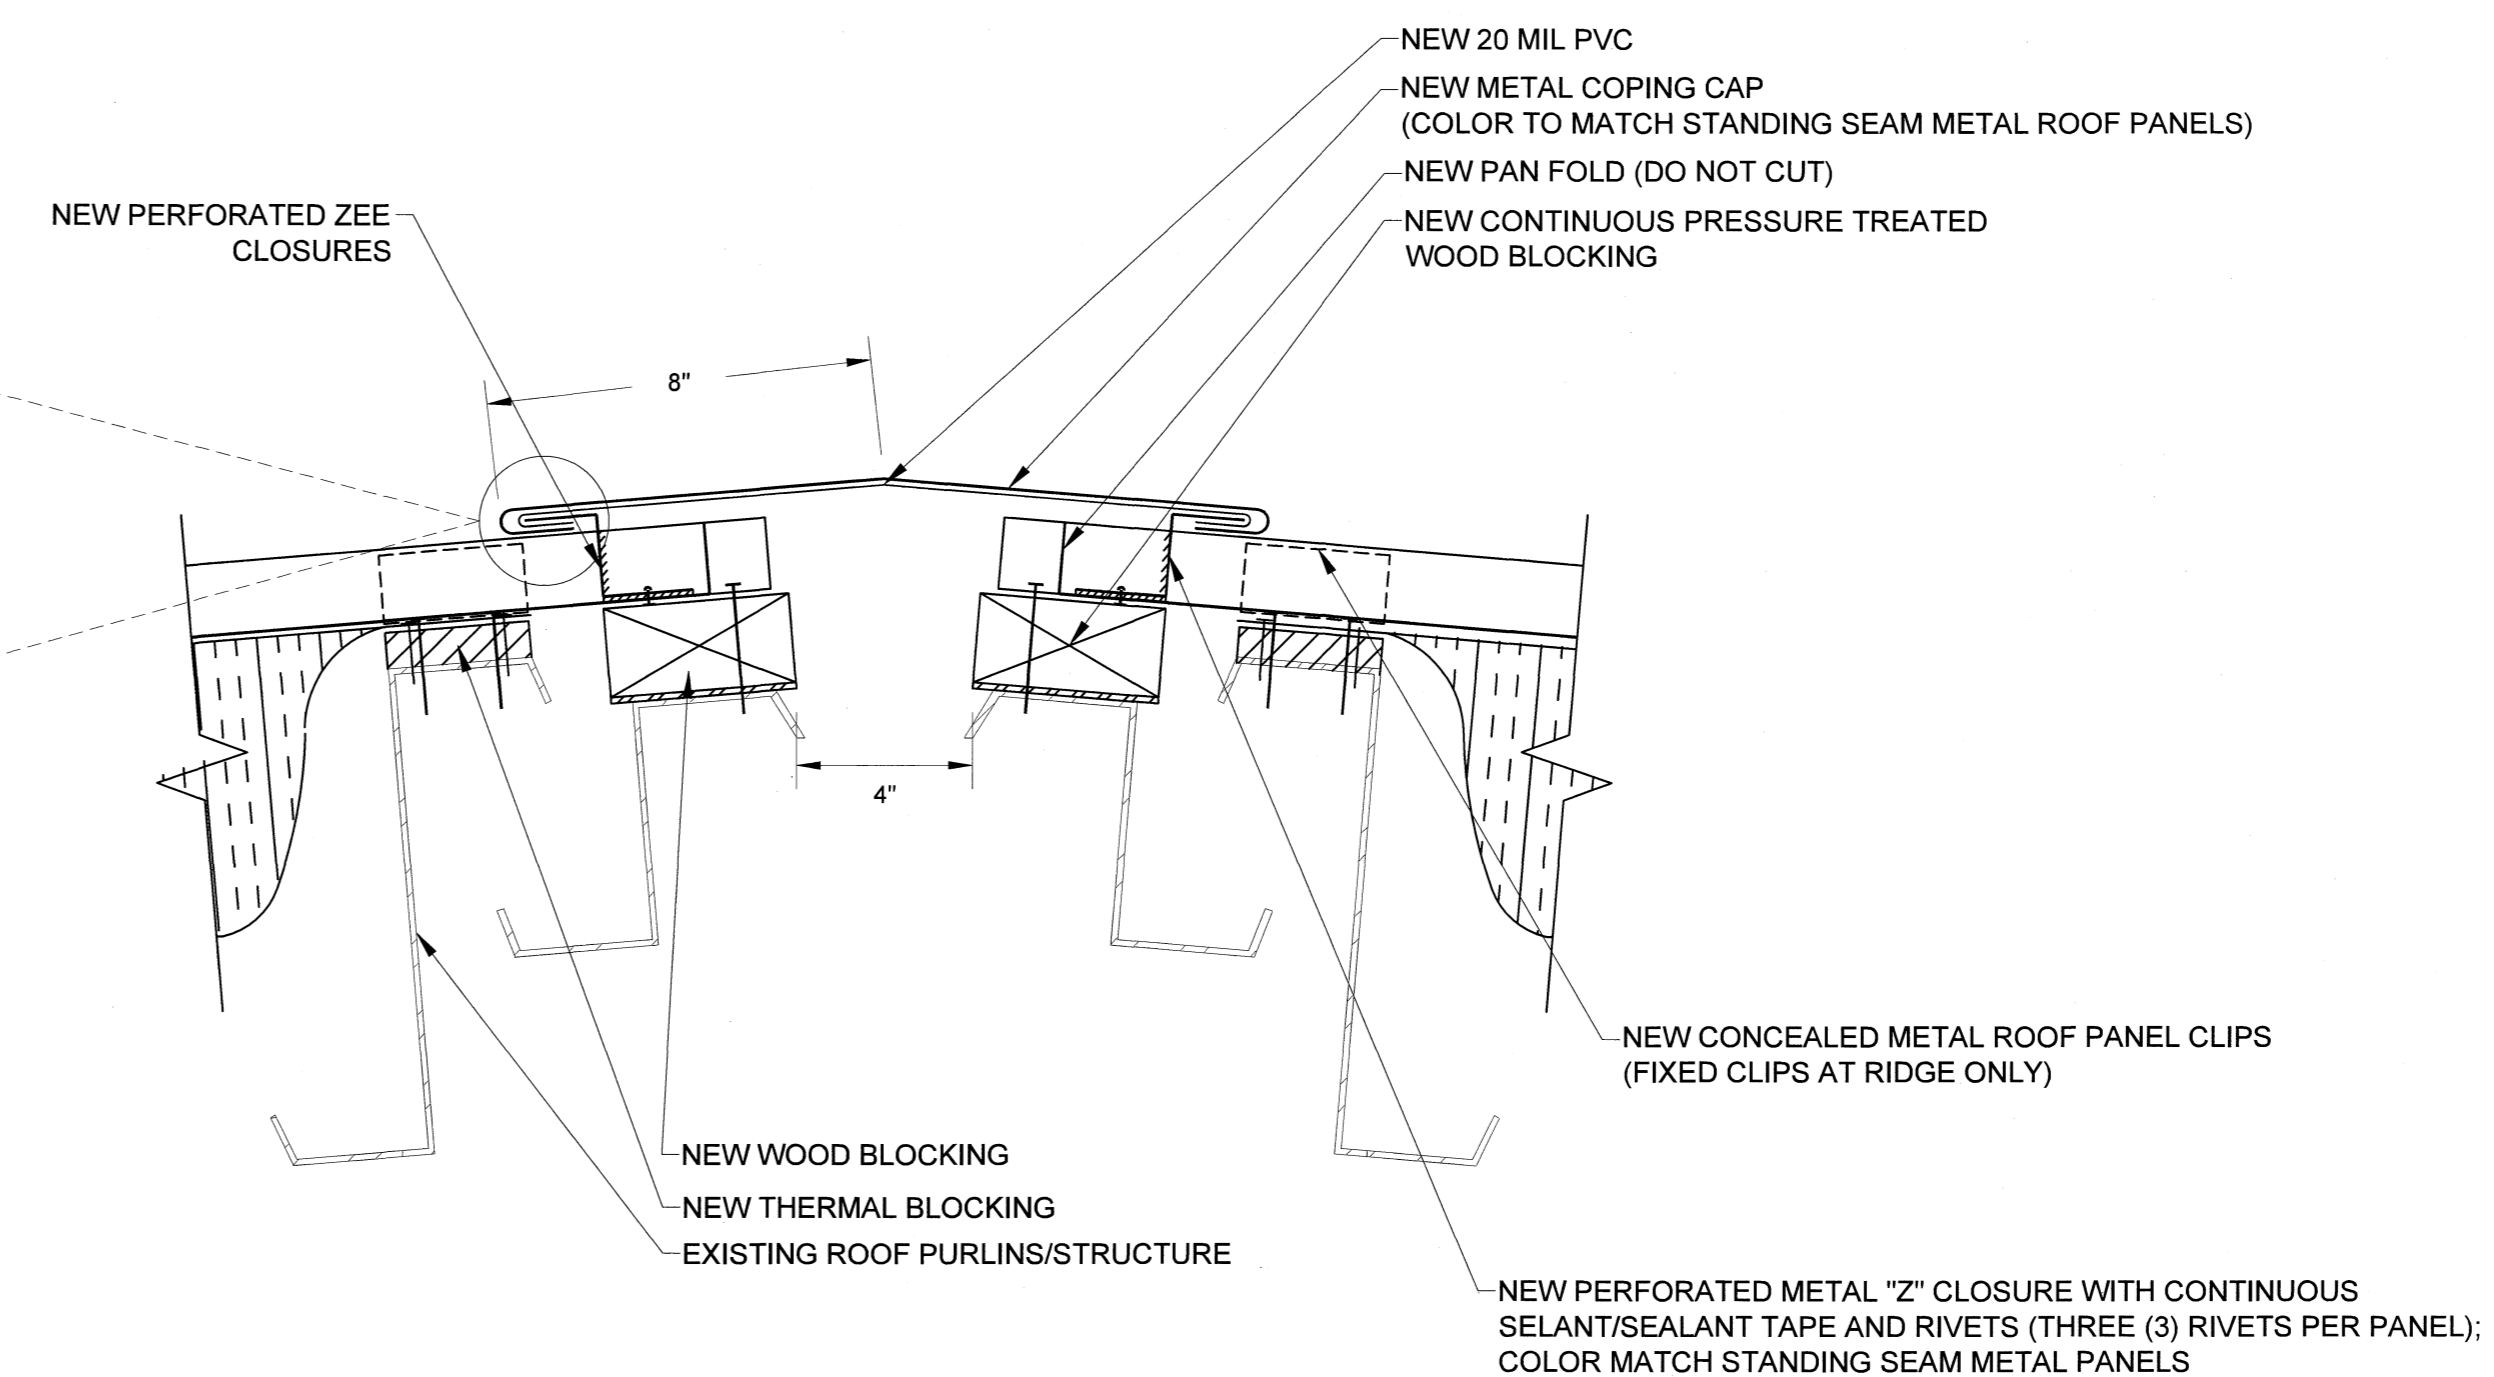 NEW 20 MIL PVC
NEW METAL COPING CAP
(COLOR TO MATCH STANDING SEAM METAL ROOF PANELS)
NEW PAN FOLD (DO NOT CUT)
NEW CONTINUOUS PRESSURE TREATED
WOOD BLOCKING
NEW PERFORATED ZEE
CLOSURES
8"
4"
NEW CONCEALED METAL ROOF PANEL CLIPS
(FIXED CLIPS AT RIDGE ONLY)
NEW WOOD BLOCKING
NEW THERMAL BLOCKING
EXISTING ROOF PURLINS/STRUCTURE
NEW PERFORATED METAL "Z" CLOSURE WITH CONTINUOUS
SELANT/SEALANT TAPE AND RIVETS (THREE (3) RIVETS PER PANEL);
COLOR MATCH STANDING SEAM METAL PANELS